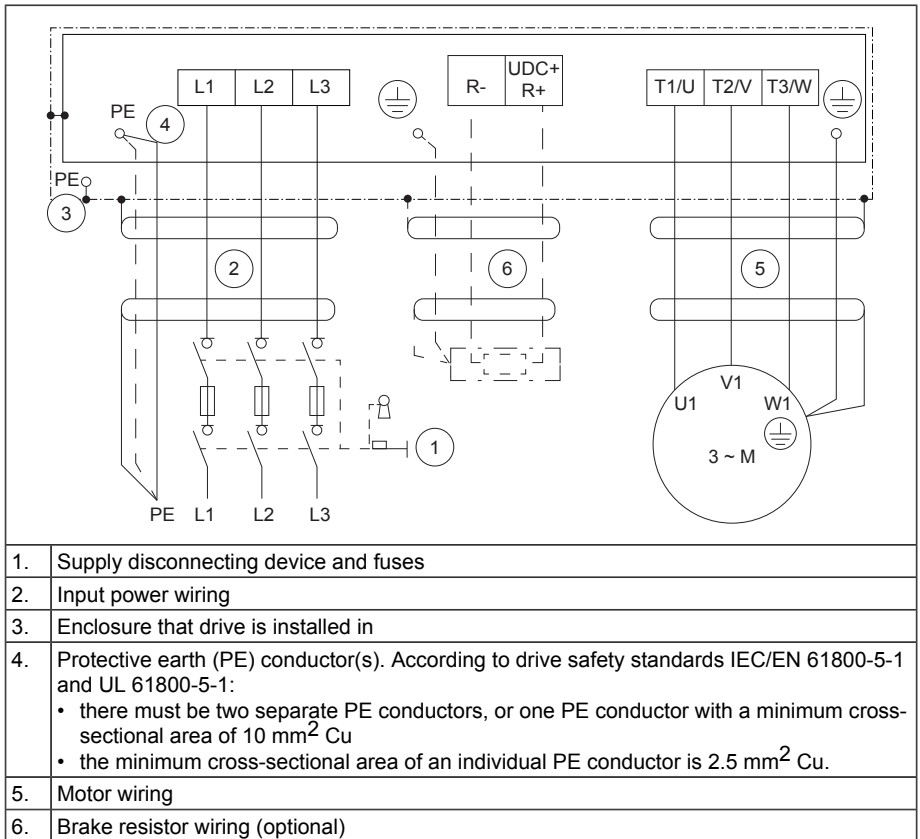 L1 L2 L3 R- UDC+ R+ T1/U T2/V T3/W
PE 4
PE
3
2 6 5
U1 V1 W1
3 ~ M
1
PE L1 L2 L3
1. Supply disconnecting device and fuses
2. Input power wiring
3. Enclosure that drive is installed in
4. Protective earth (PE) conductor(s). According to drive safety standards IEC/EN 61800-5-1
and UL 61800-5-1:
• there must be two separate PE conductors, or one PE conductor with a minimum cross-
sectional area of 10 mm² Cu
• the minimum cross-sectional area of an individual PE conductor is 2.5 mm² Cu.
5. Motor wiring
6. Brake resistor wiring (optional)